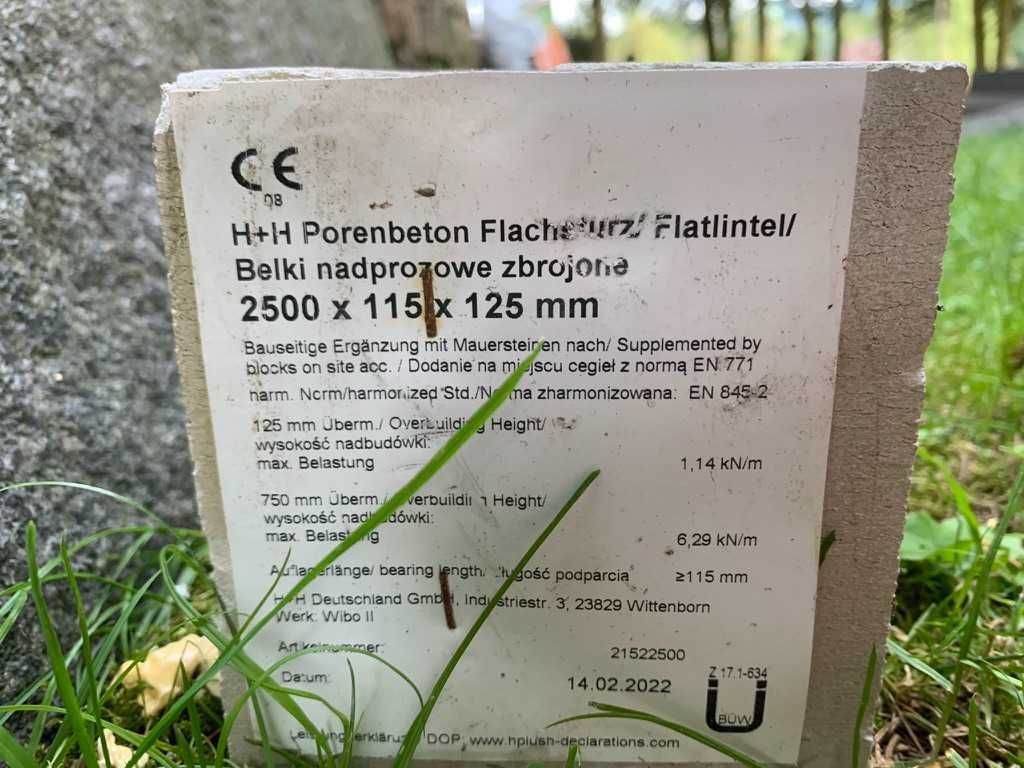 CE
08
H+H Porenbeton Flachsturz/ Flatlintel/
Belki nadprozowe zbrojone
2500 x 115 x 125 mm
Bauseitige Ergänzung mit Mauersteinen nach/ Supplemented by
blocks on site acc. / Dodanie na miejscu cegieł z normą EN 771
harm. Norm/harmonized Std./Norma zharmonizowana: EN 845-2
125 mm Überm./ Overbuilding Height/
wysokość nadbudówki:
max. Belastung 1,14 kN/m
750 mm Überm./ Overbuilding Height/
wysokość nadbudówki:
max. Belastung 6,29 kN/m
Auflagerlänge/ bearing length/ długość podparcia ≥115 mm
H+H Deutschland GmbH, Industriestr. 3, 23829 Wittenborn
Werk: Wibo II
Artikelnummer: 21522500
Datum: 14.02.2022
Z 17.1-634
BÜW
Leistungserklärung DOP, www.hplush-declarations.com